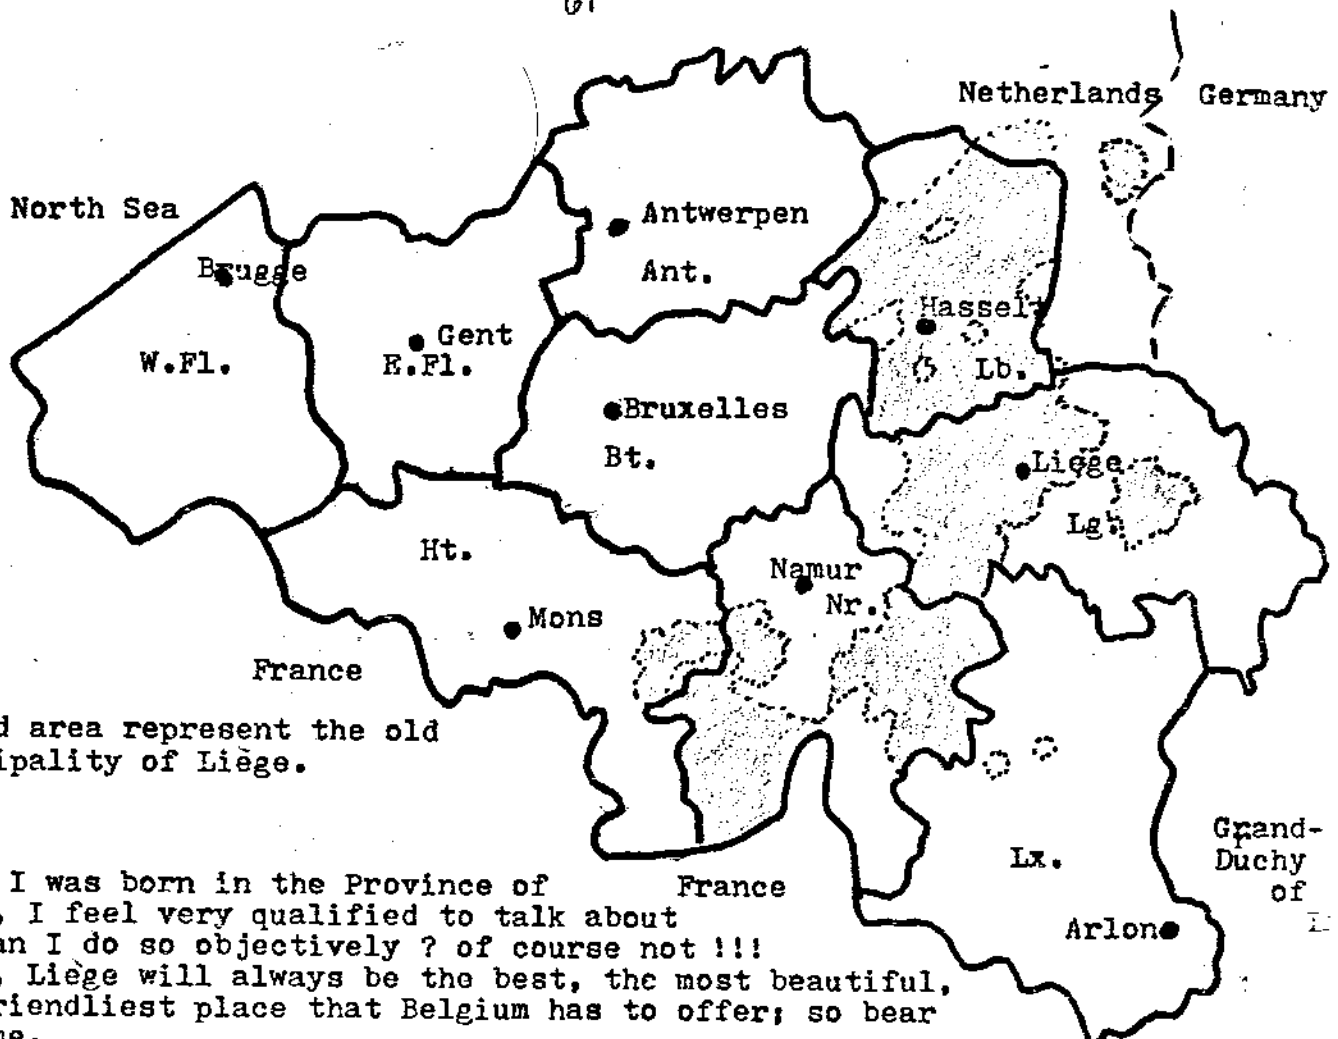 61
Netherlands Germany
North Sea
Antwerpen
Brugge
Ant.
Hasselt
Gent
W.Fl.
E.Fl.
Lb.
Bruxelles
Bt.
Liège
Lg.
Ht.
Namur
Nr.
Mons
France
d area represent the old
ipality of Liège.
Grand-
Duchy
of
Lx.
I was born in the Province of
France
, I feel very qualified to talk about
an I do so objectively ? of course not !!!
Arlon
, Liège will always be the best, the most beautiful,
riendliest place that Belgium has to offer; so bear
me.